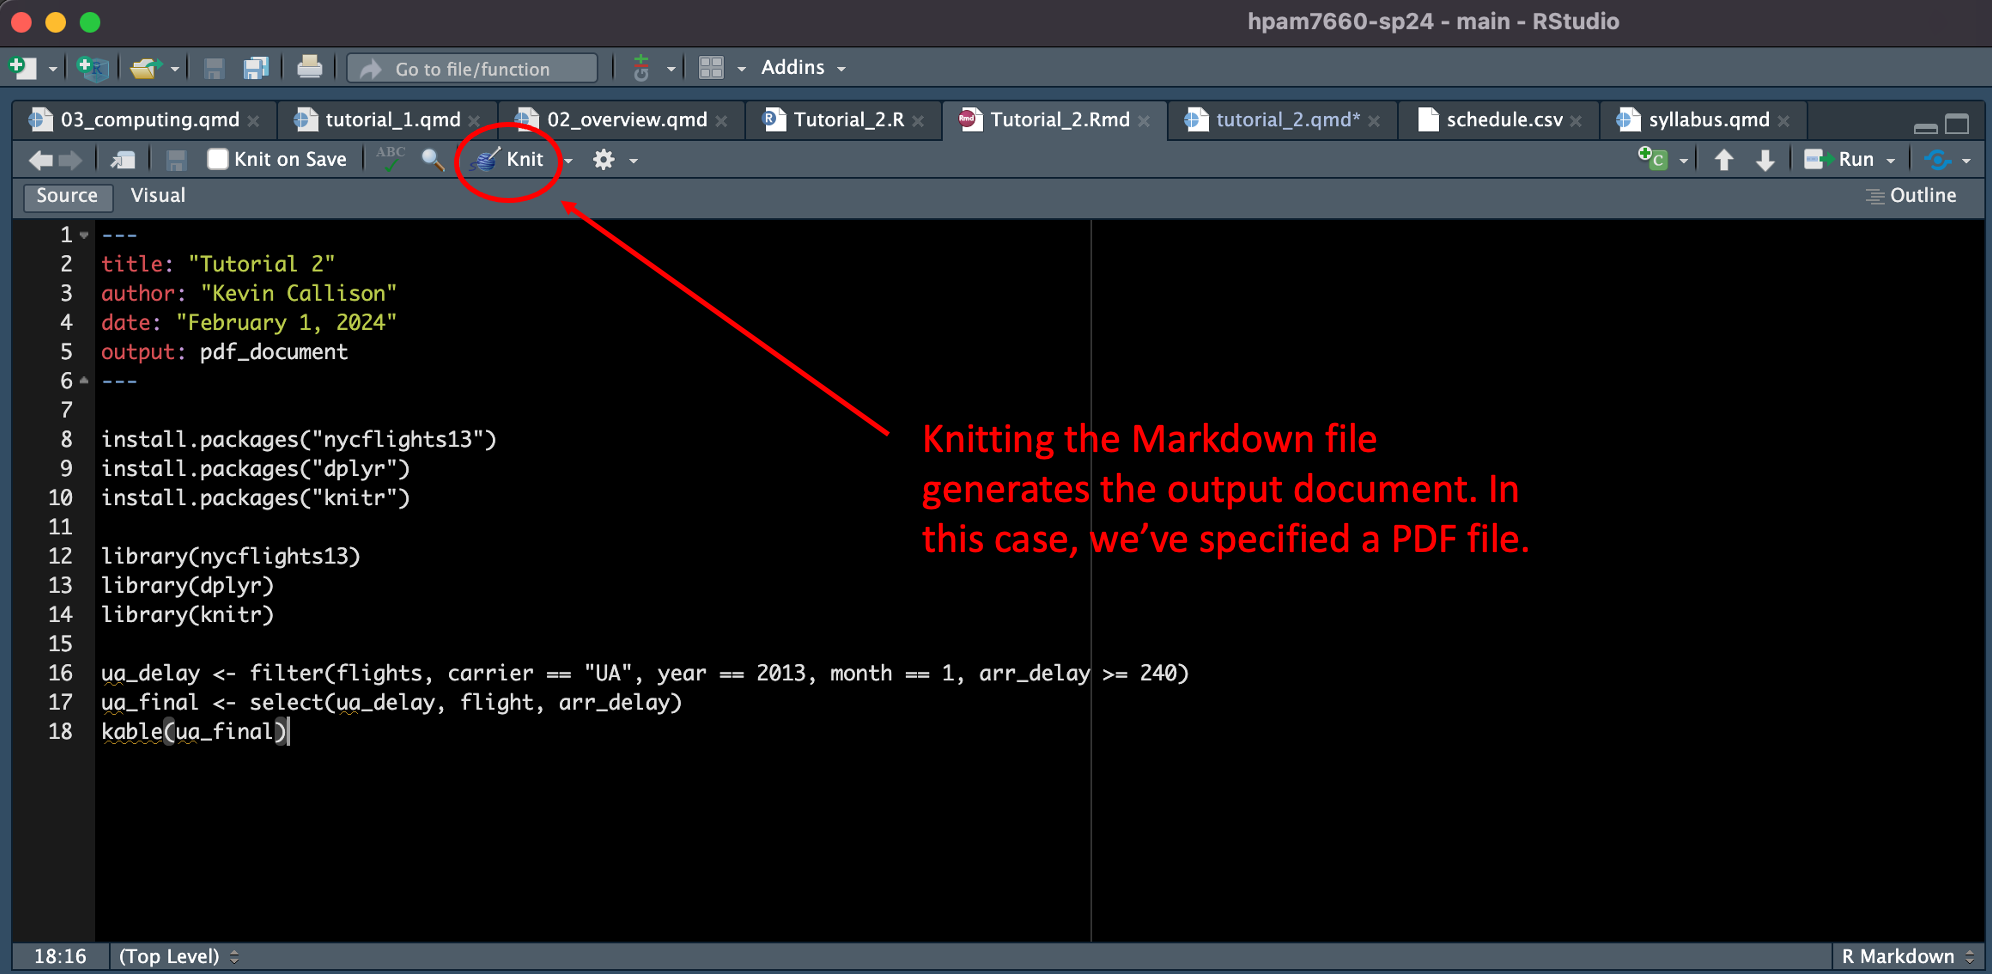 hpam7660-sp24 - main - RStudio
Go to file/function
Addins
03_computing.qmd
tutorial_1.qmd
02_overview.qmd
Tutorial_2.R
Tutorial_2.Rmd
tutorial_2.qmd*
schedule.csv
syllabus.qmd
Knit on Save
ABC
Knit
Run
Source
Visual
Outline
1 ---
2 title: "Tutorial 2"
3 author: "Kevin Callison"
4 date: "February 1, 2024"
5 output: pdf_document
6 ---
7
8 install.packages("nycflights13")
9 install.packages("dplyr")
10 install.packages("knitr")
11
12 library(nycflights13)
13 library(dplyr)
14 library(knitr)
15
16 ua_delay <- filter(flights, carrier == "UA", year == 2013, month == 1, arr_delay >= 240)
17 ua_final <- select(ua_delay, flight, arr_delay)
18 kable(ua_final)
Knitting the Markdown file
generates the output document. In
this case, we’ve specified a PDF file.
18:16
(Top Level)
R Markdown